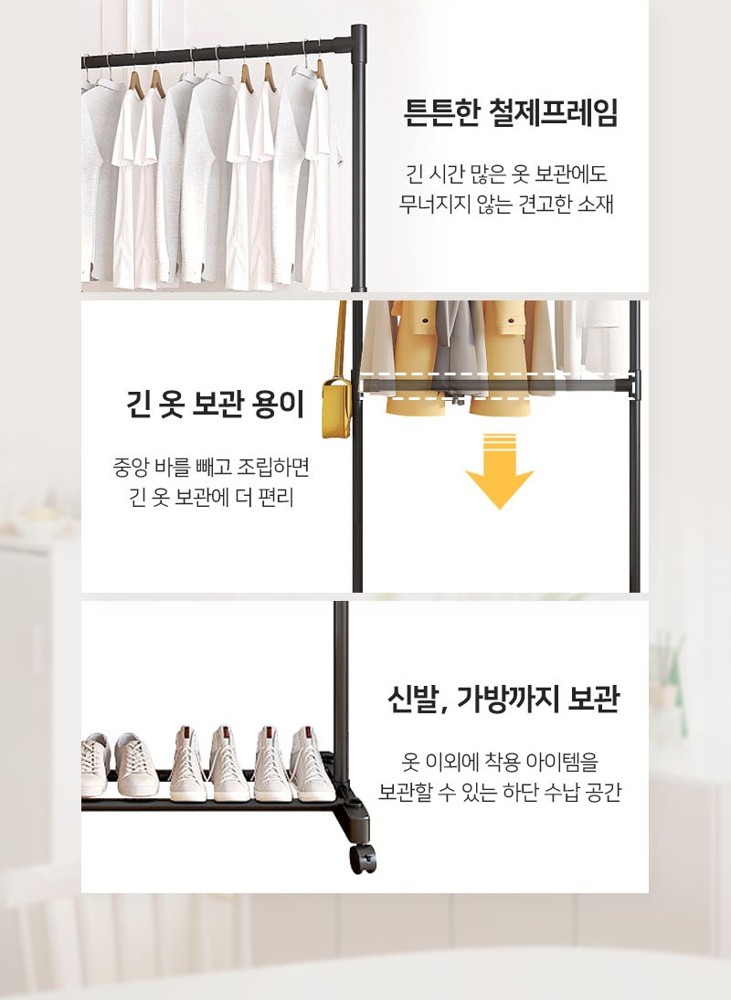 튼튼한 철제프레임
긴 시간 많은 옷 보관에도
무너지지 않는 견고한 소재
긴 옷 보관 용이
중앙 바를 빼고 조립하면
긴 옷 보관에 더 편리
신발, 가방까지 보관
옷 이외에 착용 아이템을
보관할 수 있는 하단 수납 공간